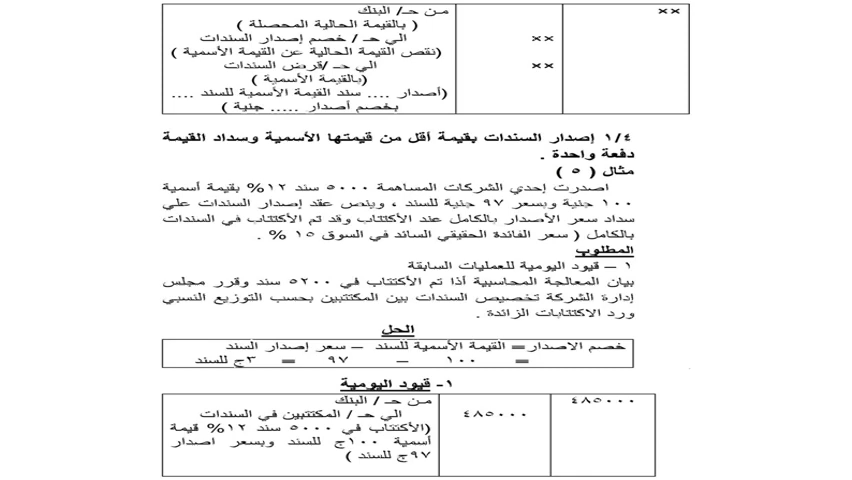 ×× من حـ/ البنك
( بالقيمة الحالية المحصلة )
×× الي حـ / خصم إصدار السندات
(نقص القيمة الحالية عن القيمة الأسمية )
×× الي حـ /قرض السندات
(بالقيمة الأسمية )
(أصدار .... سند القيمة الأسمية للسند ....
بخصم أصدار ..... جنية )
١/٤ إصدار السندات بقيمة أقل من قيمتها الأسمية وسداد القيمة
دفعة واحدة .
مثال ( ٥ )
اصدرت إحدي الشركات المساهمة ٥٠٠٠ سند ١٢% بقيمة أسمية
١٠٠ جنية وبسعر ٩٧ جنية للسند ، وينص عقد إصدار السندات علي
سداد سعر الأصدار بالكامل عند الأكتتاب وقد تم الأكتتاب في السندات
بالكامل ( سعر الفائدة الحقيقي السائد في السوق ١٥ % .
المطلوب
١ – قيود اليومية للعمليات السابقة
بيان المعالجة المحاسبية أذا تم الأكتتاب في ٥٢٠٠ سند وقرر مجلس
إدارة الشركة تخصيص السندات بين المكتتبين بحسب التوزيع النسبي
ورد الاكتتابات الزائدة .
الحل
خصم الاصدار = القيمة الأسمية للسند – سعر إصدار السند
= ١٠٠ – ٩٧ = ٣ج للسند
١- قيود اليومية
٤٨٥٠٠٠ من حـ / البنك
٤٨٥٠٠٠ الي حـ / المكتتبين في السندات
(الأكتتاب في ٥٠٠٠ سند ١٢% قيمة
أسمية ١٠٠ج للسند وبسعر اصدار
٩٧ج للسند )